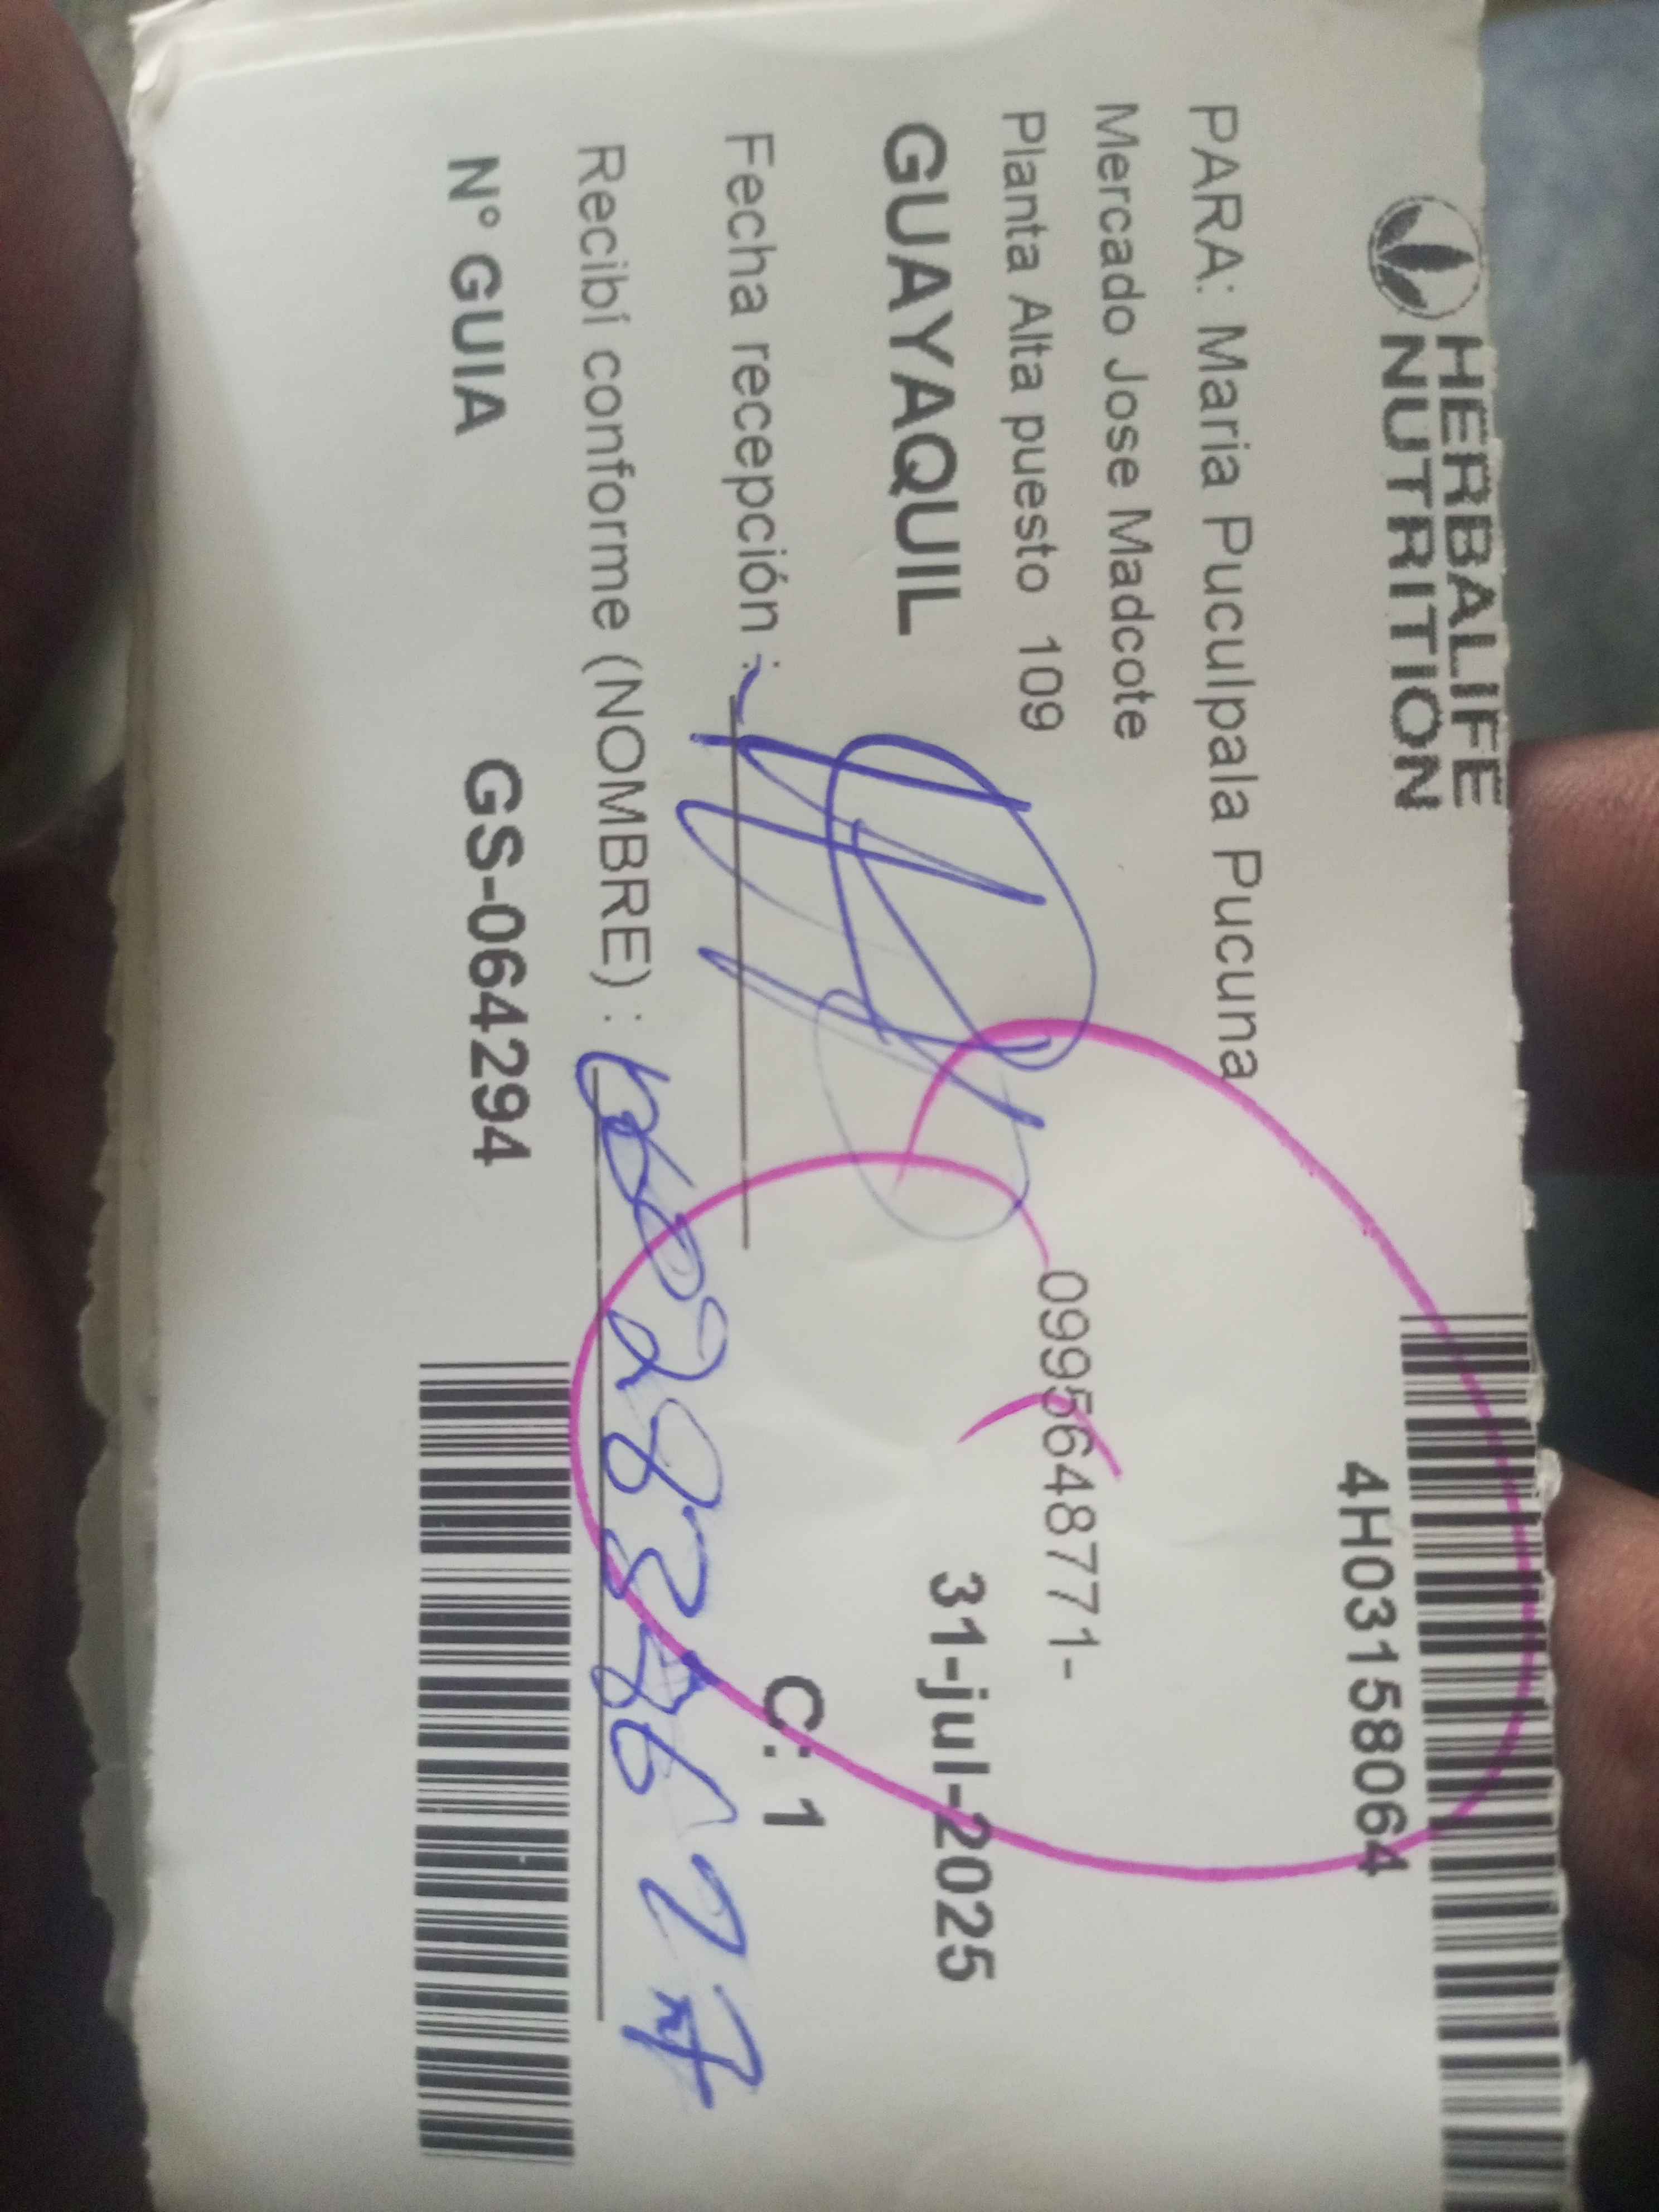 HERBALIFE
NUTRITION
4H03158064
PARA: Maria Puculpala Pucuna
Mercado Jose Madcote
Planta Alta puesto 109 0995648771-
GUAYAQUIL 31-jul-2025
Fecha recepción : C: 1
Recibí conforme (NOMBRE) :
N° GUIA GS-064294